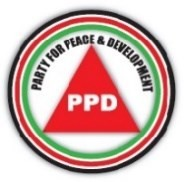 PARTY FOR PEACE & DEVELOPMENT
PPD